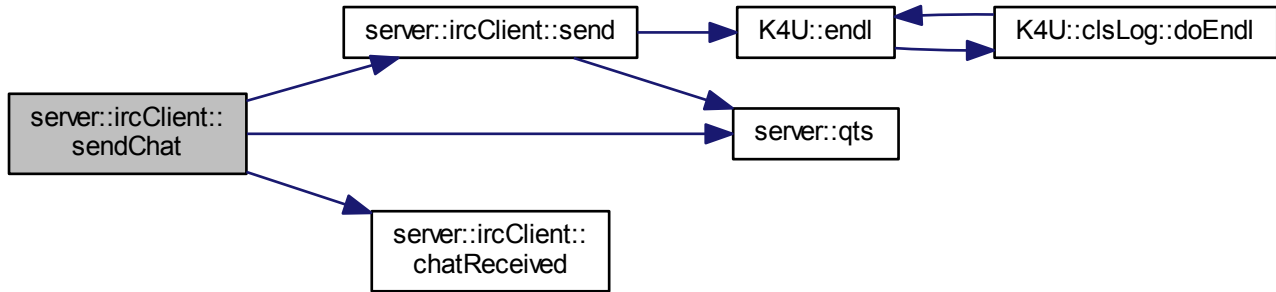 server::ircClient::send
K4U::endl
K4U::clsLog::doEndl
server::ircClient::
sendChat
server::qts
server::ircClient::
chatReceived